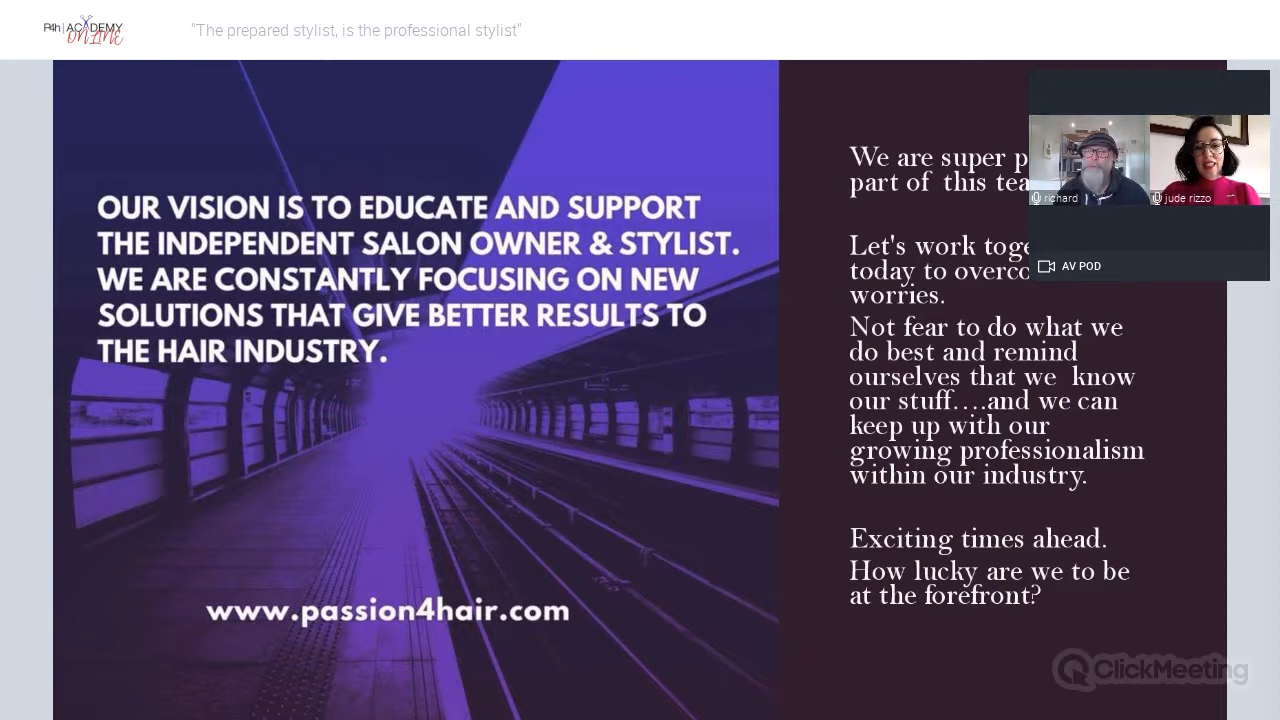 P4h | ACADEMY
ONLINE
"The prepared stylist, is the professional stylist"
OUR VISION IS TO EDUCATE AND SUPPORT
THE INDEPENDENT SALON OWNER & STYLIST.
WE ARE CONSTANTLY FOCUSING ON NEW
SOLUTIONS THAT GIVE BETTER RESULTS TO
THE HAIR INDUSTRY.
www.passion4hair.com
We are super p
part of this tea
Let's work toge
today to overco
worries.
Not fear to do what we
do best and remind
ourselves that we know
our stuff….and we can
keep up with our
growing professionalism
within our industry.
Exciting times ahead.
How lucky are we to be
at the forefront?
richard
jude rizzo
AV POD
ClickMeeting